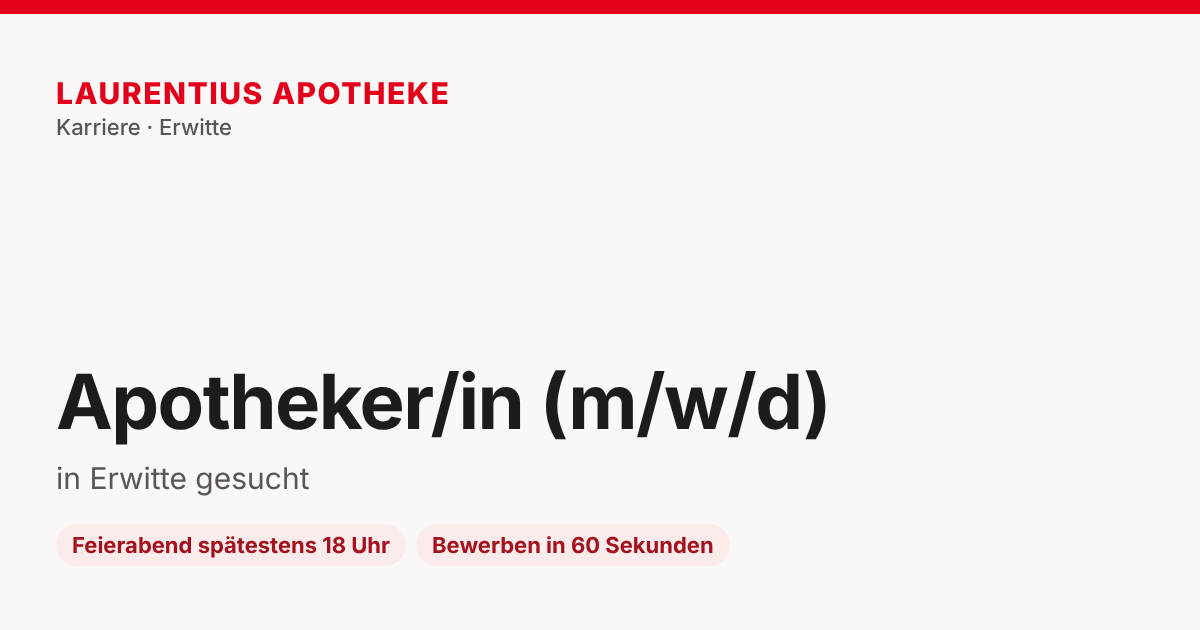 LAURENTIUS APOTHEKE
Karriere · Erwitte
Apotheker/in (m/w/d)
in Erwitte gesucht
Feierabend spätestens 18 Uhr
Bewerben in 60 Sekunden